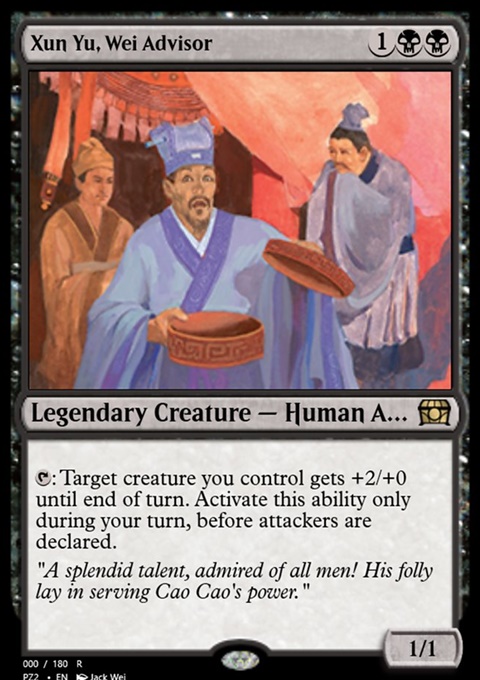 Xun Yu, Wei Advisor 1
Legendary Creature — Human A...
: Target creature you control gets +2/+0
until end of turn. Activate this ability only
during your turn, before attackers are
declared.
"A splendid talent, admired of all men! His folly
lay in serving Cao Cao's power."
1/1
000 / 180 R
PZ2 • EN Jack Wei